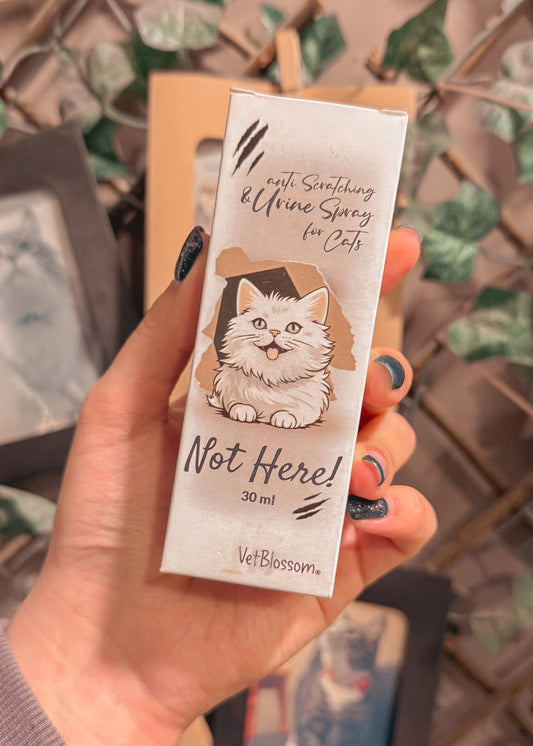 anti Scratching
& Urine Spray
for Cats
Not Here!
30 ml
VetBlossom®